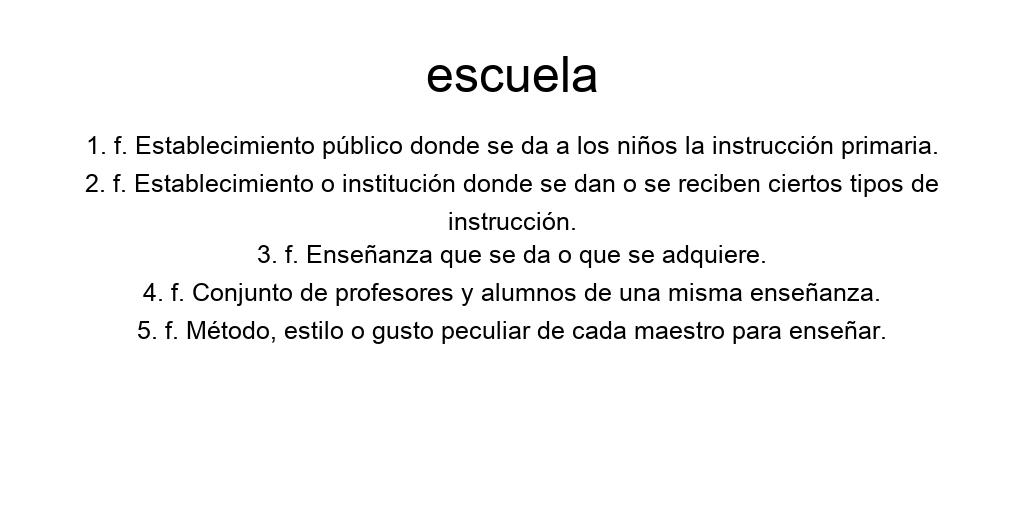 escuela
1. f. Establecimiento público donde se da a los niños la instrucción primaria.
2. f. Establecimiento o institución donde se dan o se reciben ciertos tipos de
instrucción.
3. f. Enseñanza que se da o que se adquiere.
4. f. Conjunto de profesores y alumnos de una misma enseñanza.
5. f. Método, estilo o gusto peculiar de cada maestro para enseñar.